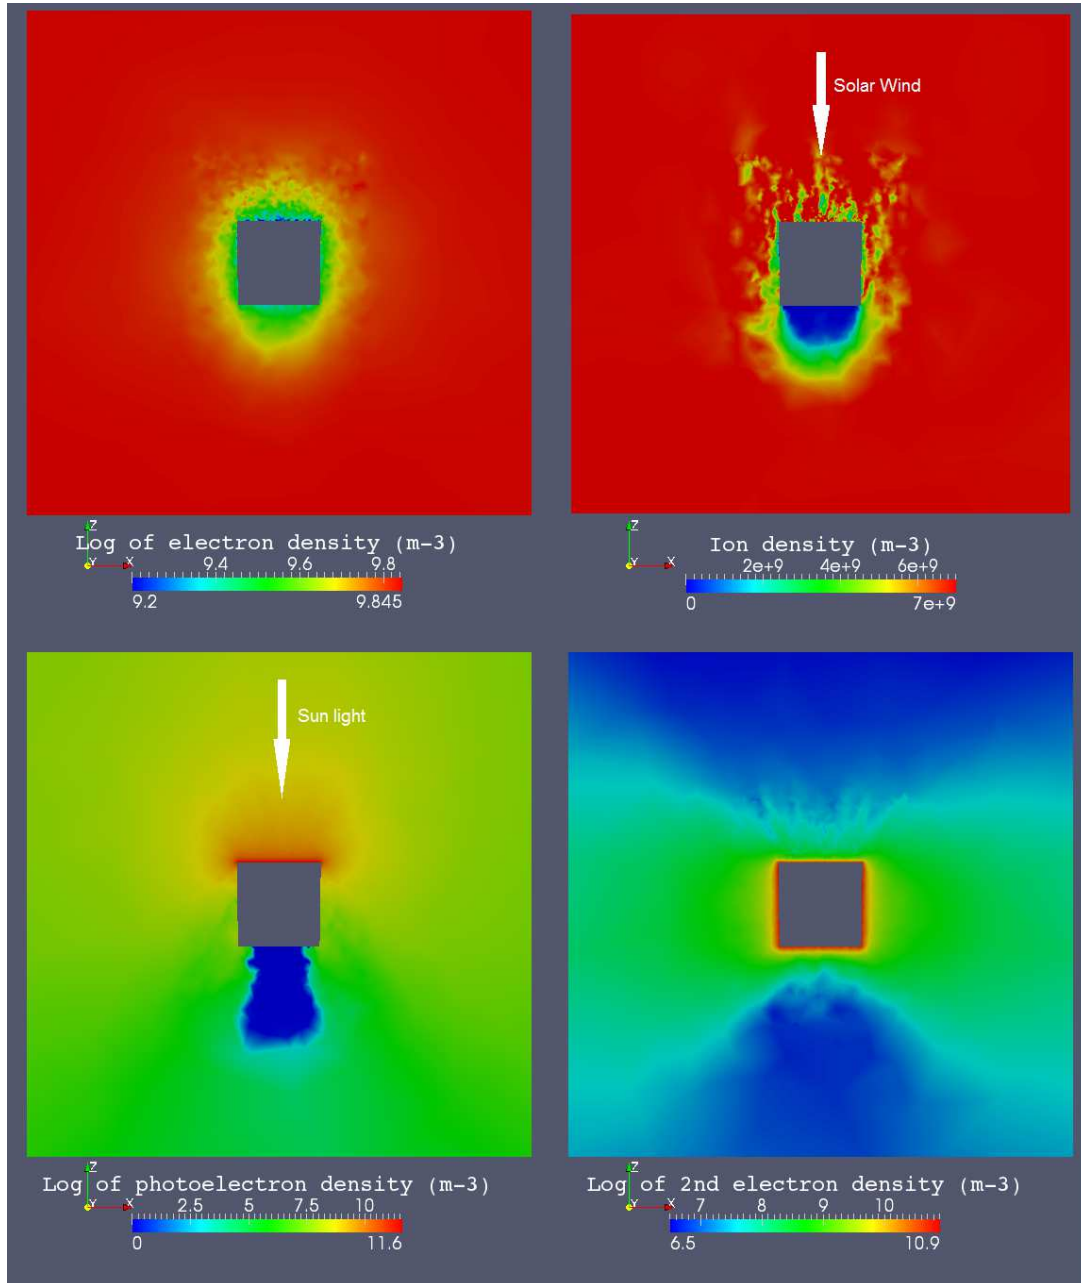 Solar Wind
Z
Y X
Log of electron density (m-3)
9.4 9.6 9.8
9.2 9.845
Z
Y X
Ion density (m-3)
2e+9 4e+9 6e+9
0 7e+9
Sun light
Z
Y X
Log of photoelectron density (m-3)
2.5 5 7.5 10
0 11.6
Z
Y X
Log of 2nd electron density (m-3)
7 8 9 10
6.5 10.9